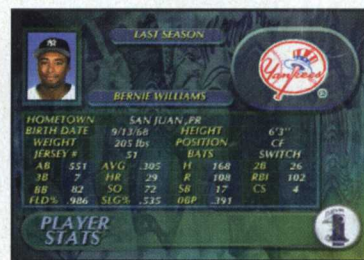 LAST SEASON
Yankees
BERNIE WILLIAMS
HOMETOWN SAN JUAN ,PR
BIRTH DATE 9/13/68 HEIGHT 6'3"
WEIGHT 205 lbs POSITION CF
JERSEY # 51 BATS SWITCH
AB 551 AVG .305 H 168 2B 26
3B 7 HR 29 R 108 RBI 102
BB 82 SO 72 SB 17 CS 4
FLD% .986 SLG% .535 OBP .391
PLAYER
STATS